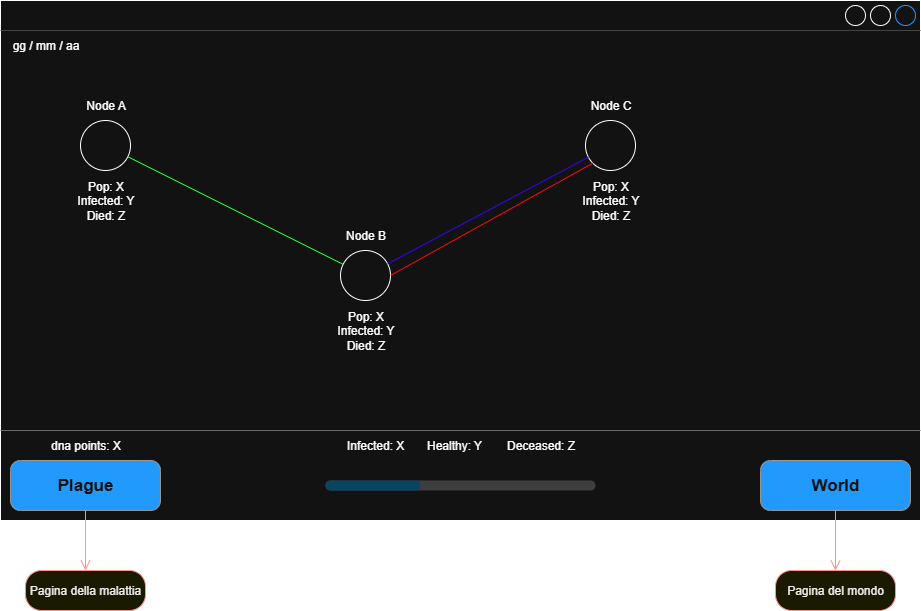 gg / mm / aa
Node A
Node C
Pop: X
Infected: Y
Died: Z
Pop: X
Infected: Y
Died: Z
Node B
Pop: X
Infected: Y
Died: Z
dna points: X
Infected: X
Healthy: Y
Deceased: Z
Plague
World
Pagina della malattia
Pagina del mondo